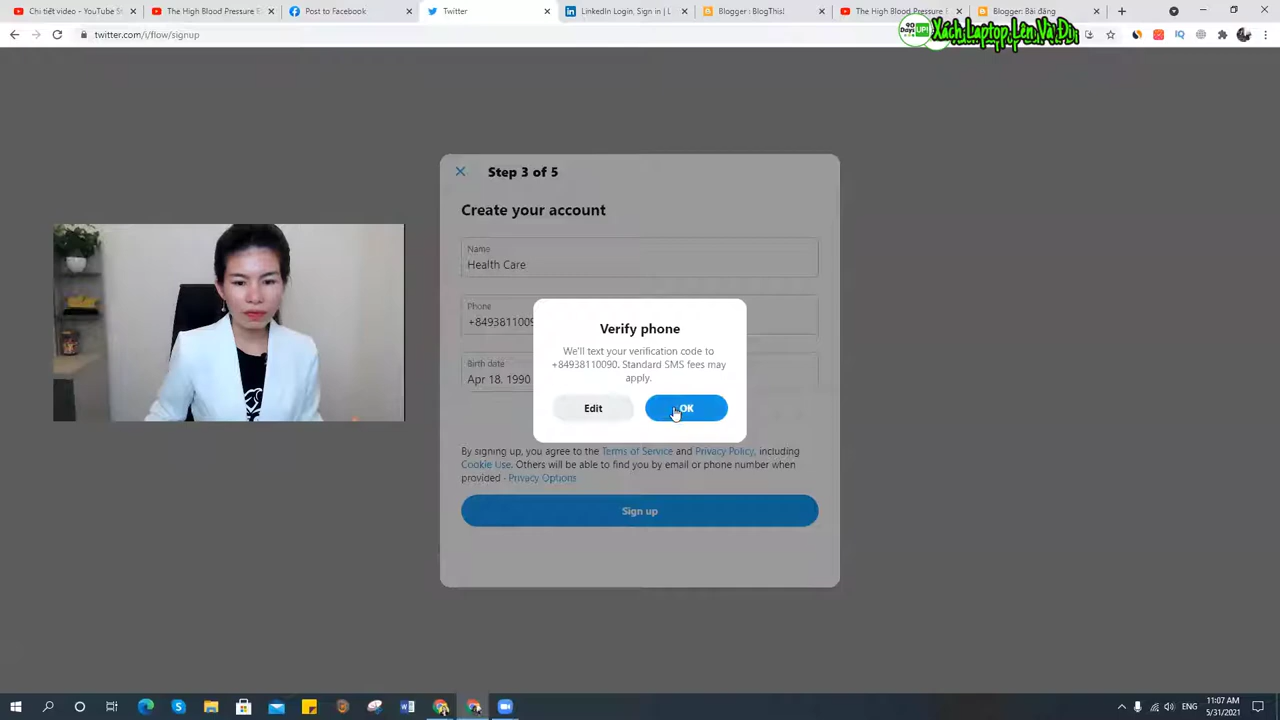 Chi tiết video - YouTube St
The High Blood Pressure E
Post to Facebook
Twitter
LinkedIn Login, Sign in | L
Blogger : BlogThis!
The High Blood Pressure E
Blogger: Bài đăng
twitter.com/i/flow/signup
90 Days UP!
Xách Laptop Lên Và Đi
Step 3 of 5
Create your account
Name
Health Care
Phone
+8493811009
Birth date
Apr 18, 1990
Verify phone
We'll text your verification code to
+84938110090. Standard SMS fees may
apply.
Edit
OK
By signing up, you agree to the Terms of Service and Privacy Policy, including
Cookie Use. Others will be able to find you by email or phone number when
provided · Privacy Options
Sign up
ENG
11:07 AM
5/31/2021